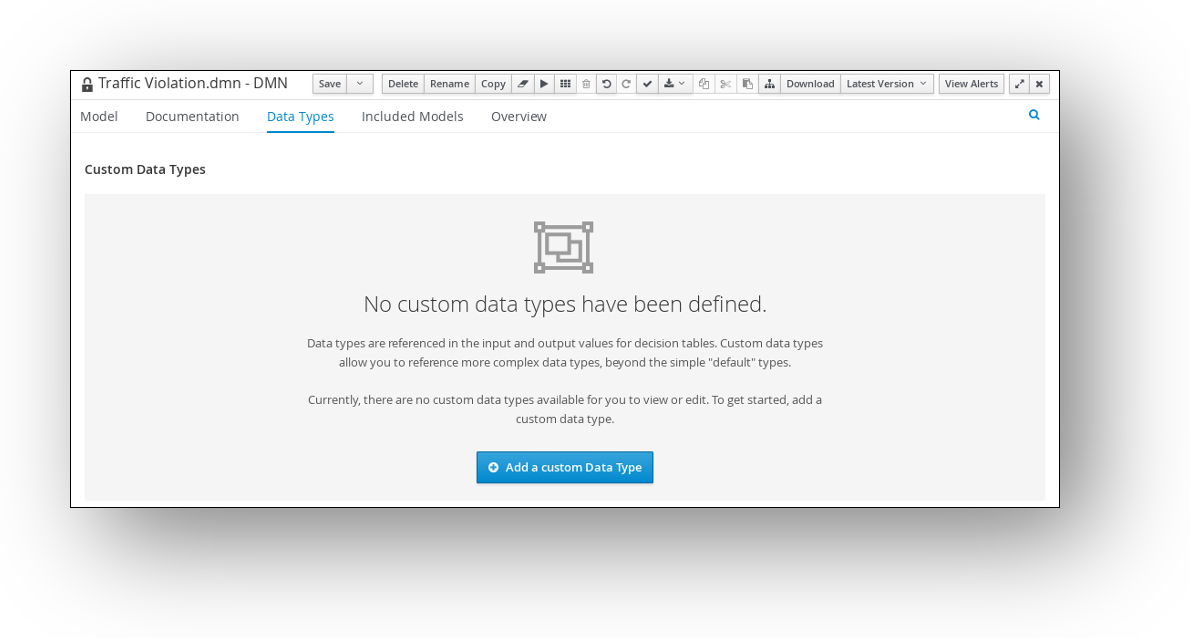 Traffic Violation.dmn - DMN Save Delete Rename Copy Download Latest Version View Alerts
Model Documentation Data Types Included Models Overview
Custom Data Types
No custom data types have been defined.
Data types are referenced in the input and output values for decision tables. Custom data types
allow you to reference more complex data types, beyond the simple "default" types.
Currently, there are no custom data types available for you to view or edit. To get started, add a
custom data type.
Add a custom Data Type